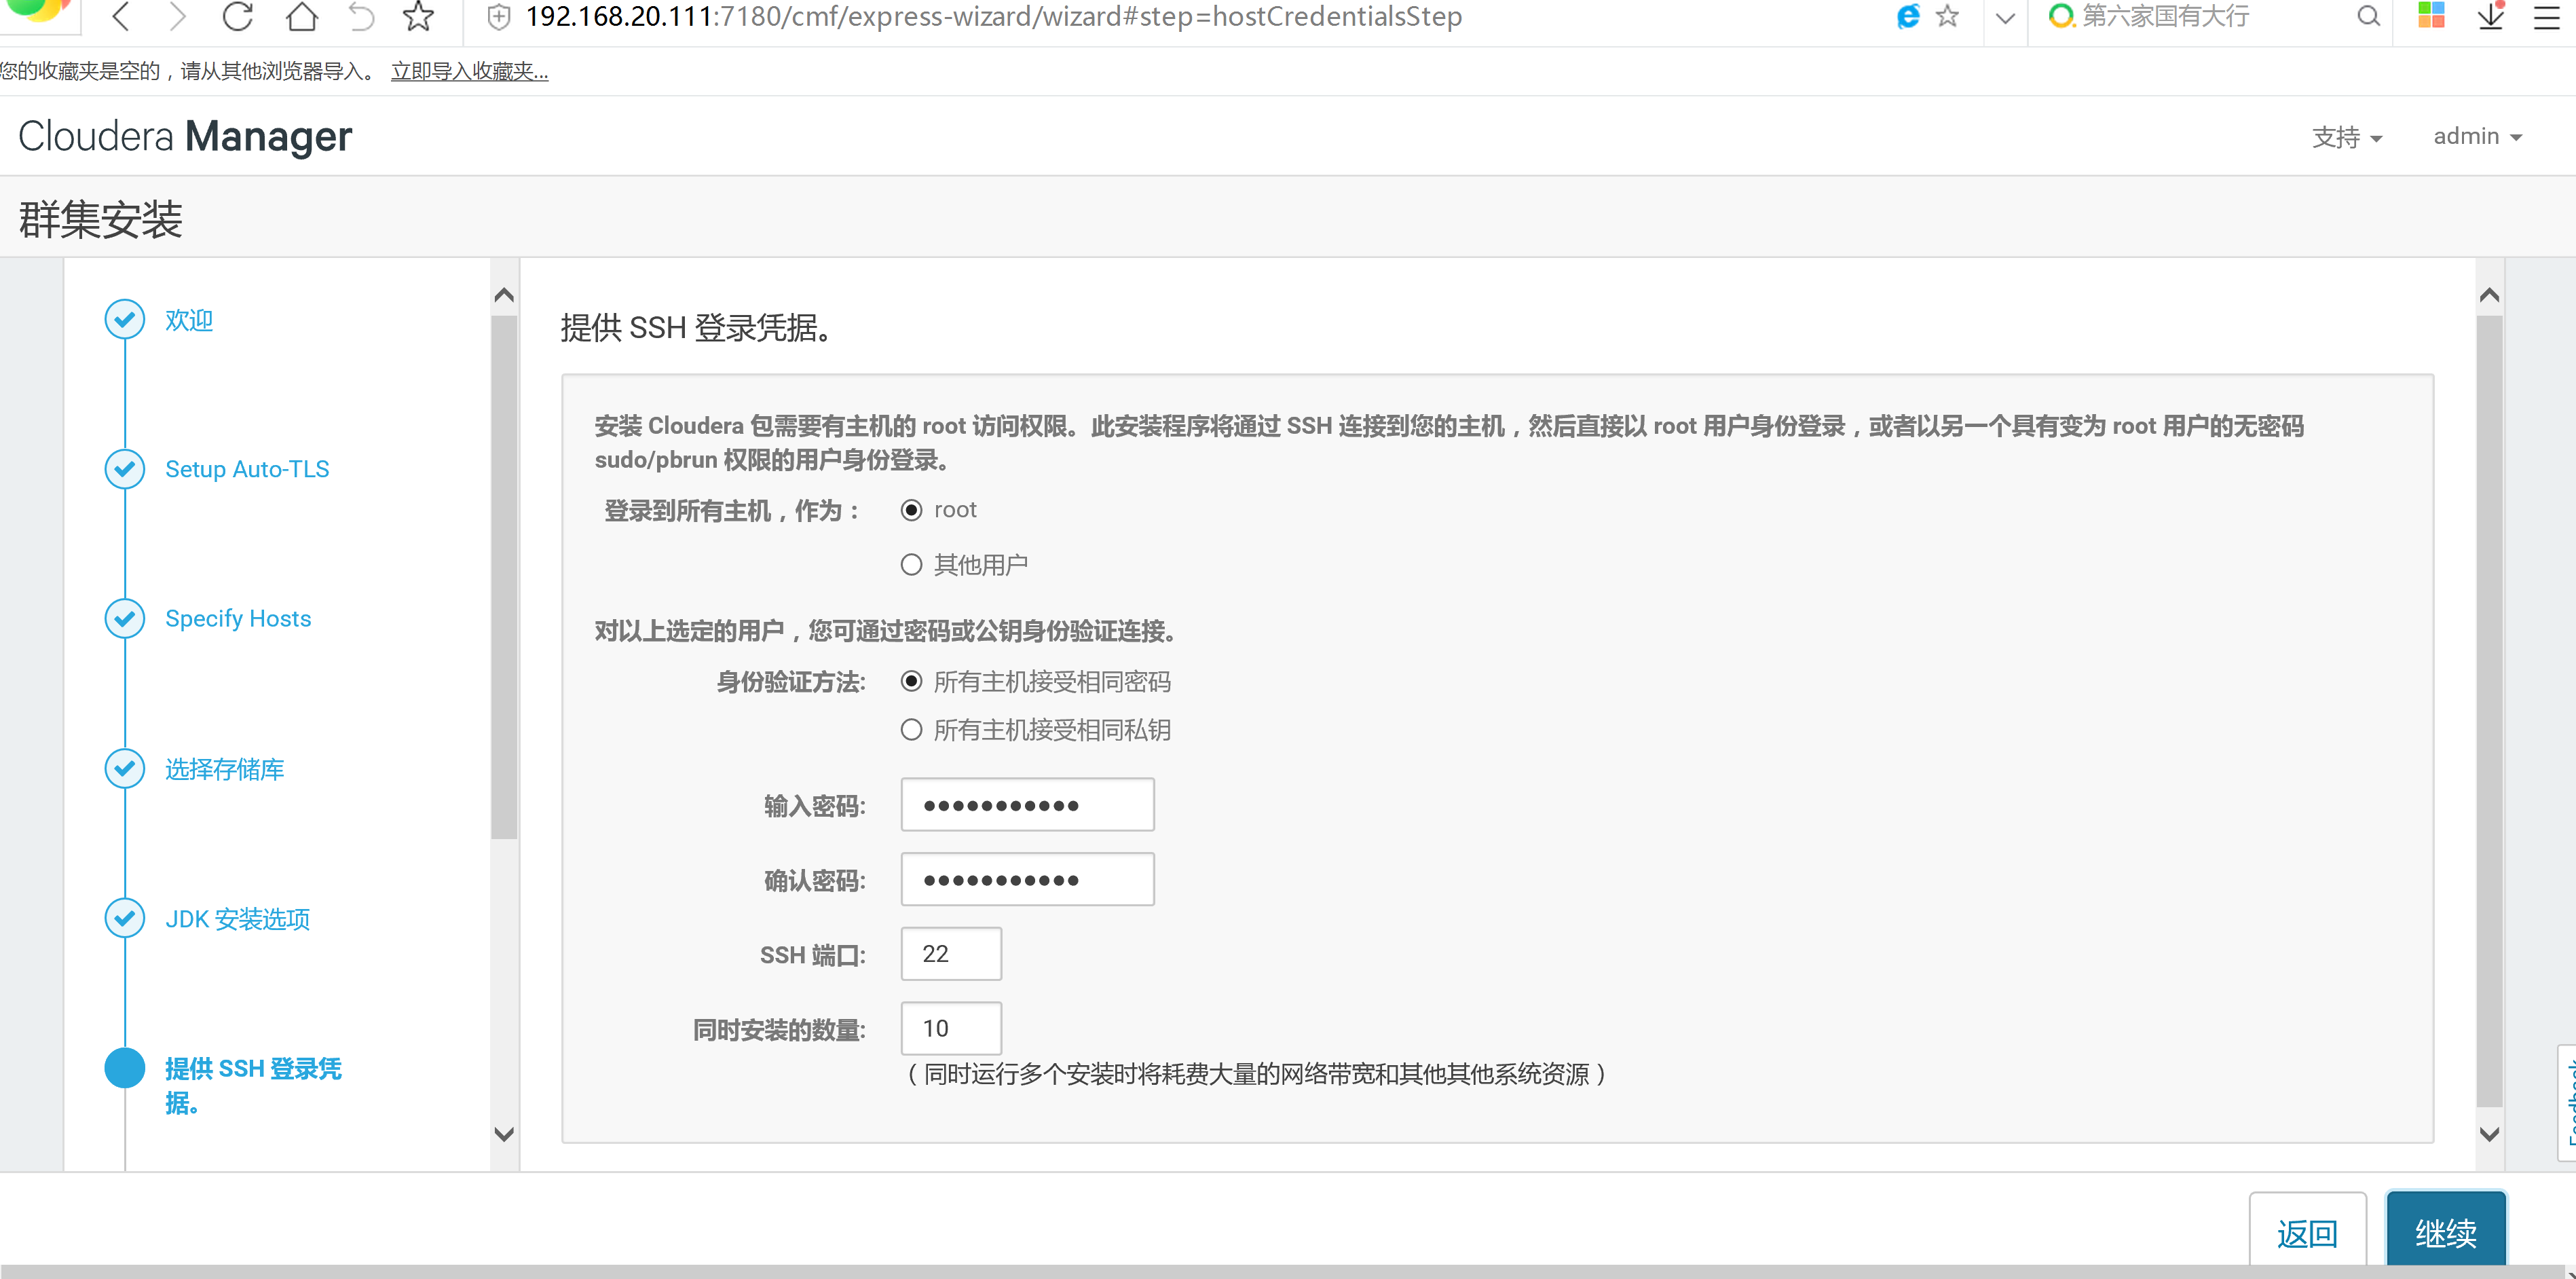 192.168.20.111:7180/cmf/express-wizard/wizard#step=hostCredentialsStep
第六家国有大行
您的收藏夹是空的，请从其他浏览器导入。 立即导入收藏夹...
Cloudera Manager
支持
admin
群集安装
欢迎
Setup Auto-TLS
Specify Hosts
选择存储库
JDK 安装选项
提供 SSH 登录凭
据。
提供 SSH 登录凭据。
安装 Cloudera 包需要有主机的 root 访问权限。此安装程序将通过 SSH 连接到您的主机，然后直接以 root 用户身份登录，或者以另一个具有变为 root 用户的无密码
sudo/pbrun 权限的用户身份登录。
登录到所有主机，作为：
root
其他用户
对以上选定的用户，您可通过密码或公钥身份验证连接。
身份验证方法:
所有主机接受相同密码
所有主机接受相同私钥
输入密码:
•••••••••••
确认密码:
•••••••••••
SSH 端口:
22
同时安装的数量:
10
（同时运行多个安装时将耗费大量的网络带宽和其他其他系统资源）
Feedback
返回
继续